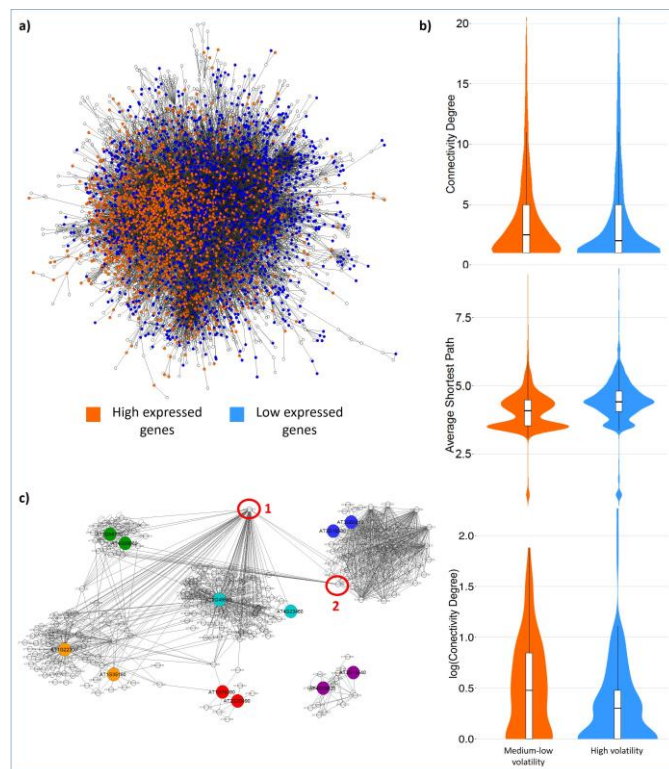 a)
High expressed
genes
Low expressed
genes
b)
Connectivity Degree
20
15
10
5
0
Average Shortest Path
7.5
5.0
2.5
log(Conectivity Degree)
2.0
1.5
1.0
0.5
0.0
Medium-low
volatility
High volatility
c)
1
2